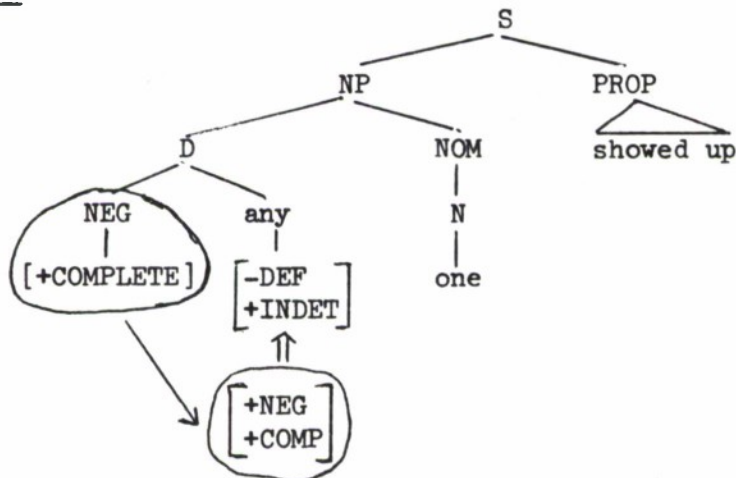 S
NP PROP
D NOM showed up
NEG any N
[+COMPLETE] [-DEF one
+INDET]
⇑
[+NEG
+COMP]